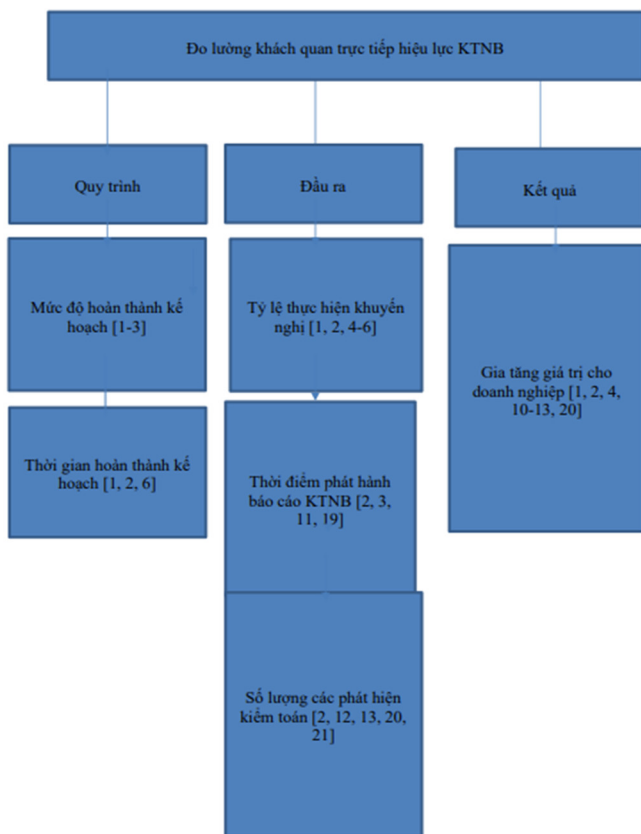 Đo lường khách quan trực tiếp hiệu lực KTNB
Quy trình
Đầu ra
Kết quả
Mức độ hoàn thành kế
hoạch [1-3]
Thời gian hoàn thành kế
hoạch [1, 2, 6]
Tỷ lệ thực hiện khuyến
nghị [1, 2, 4-6]
Thời điểm phát hành
báo cáo KTNB [2, 3,
11, 19]
Số lượng các phát hiện
kiểm toán [2, 12, 13, 20,
21]
Gia tăng giá trị cho
doanh nghiệp [1, 2, 4,
10-13, 20]